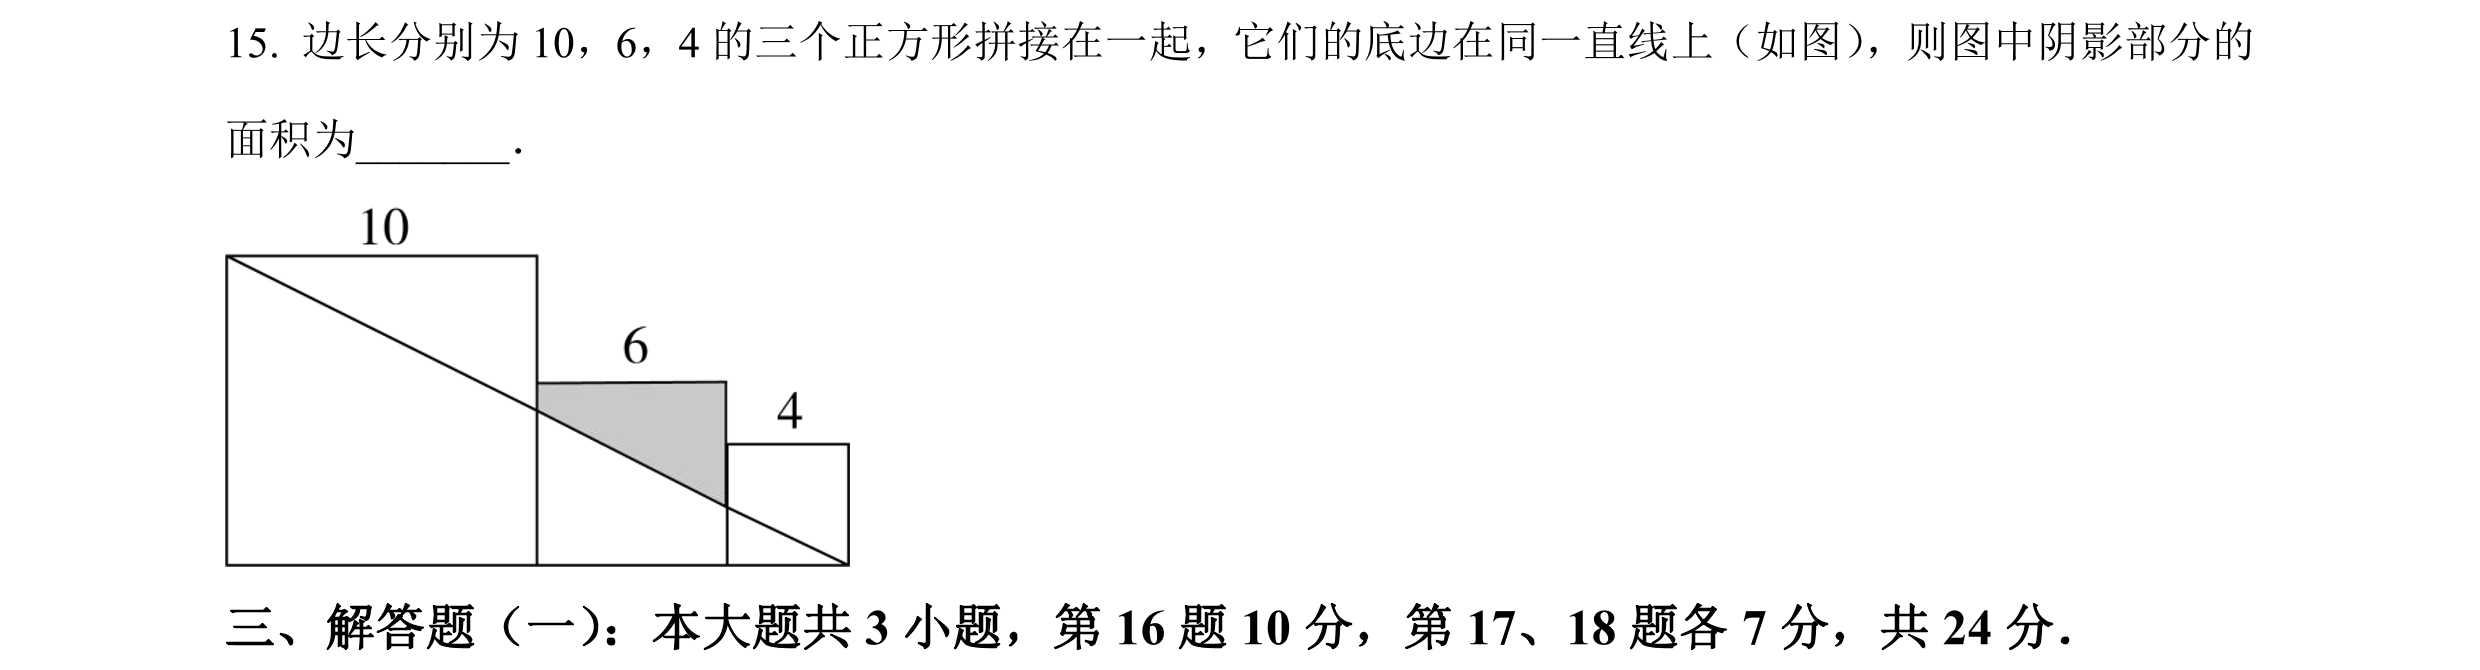 15. 边长分别为 10，6，4 的三个正方形拼接在一起，它们的底边在同一直线上（如图），则图中阴影部分的
面积为_______．
10
6
4
三、解答题（一）：本大题共 3 小题，第 16 题 10 分，第 17、18 题各 7 分，共 24 分．